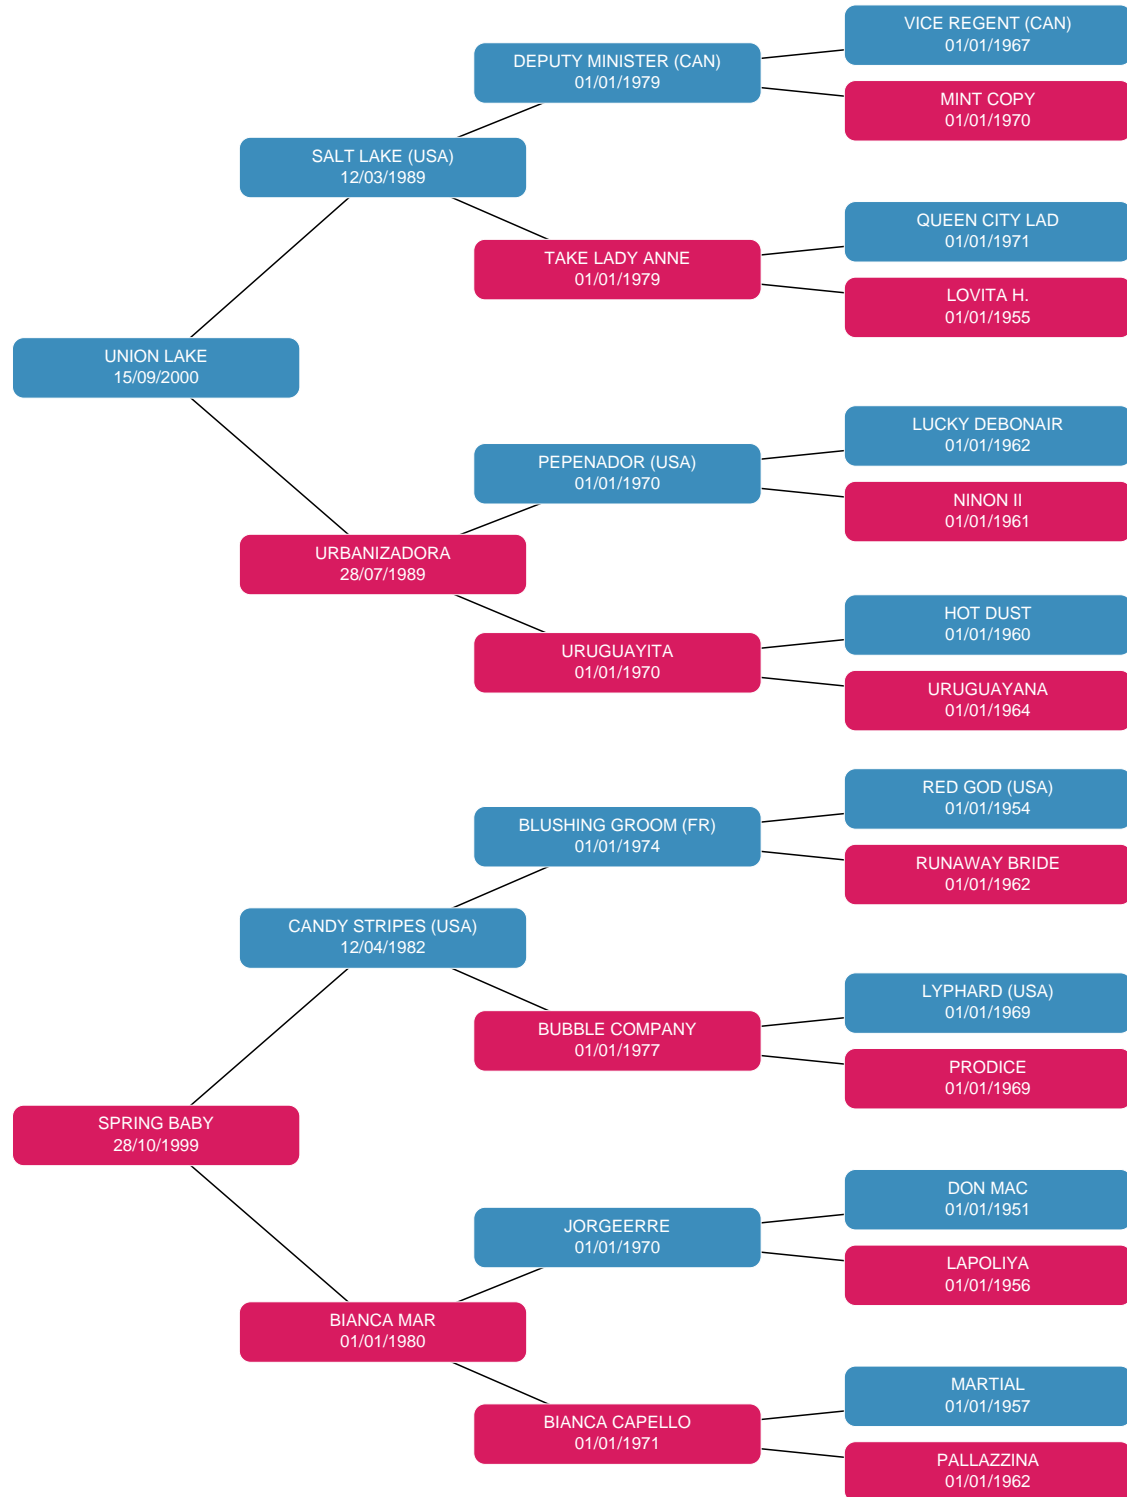 VICE REGENT (CAN)
01/01/1967
DEPUTY MINISTER (CAN)
01/01/1979
MINT COPY
01/01/1970
SALT LAKE (USA)
12/03/1989
QUEEN CITY LAD
01/01/1971
TAKE LADY ANNE
01/01/1979
LOVITA H.
01/01/1955
UNION LAKE
15/09/2000
LUCKY DEBONAIR
01/01/1962
PEPENADOR (USA)
01/01/1970
NINON II
01/01/1961
URBANIZADORA
28/07/1989
HOT DUST
01/01/1960
URUGUAYITA
01/01/1970
URUGUAYANA
01/01/1964
RED GOD (USA)
01/01/1954
BLUSHING GROOM (FR)
01/01/1974
RUNAWAY BRIDE
01/01/1962
CANDY STRIPES (USA)
12/04/1982
LYPHARD (USA)
01/01/1969
BUBBLE COMPANY
01/01/1977
PRODICE
01/01/1969
SPRING BABY
28/10/1999
DON MAC
01/01/1951
JORGEERRE
01/01/1970
LAPOLIYA
01/01/1956
BIANCA MAR
01/01/1980
MARTIAL
01/01/1957
BIANCA CAPELLO
01/01/1971
PALLAZZINA
01/01/1962